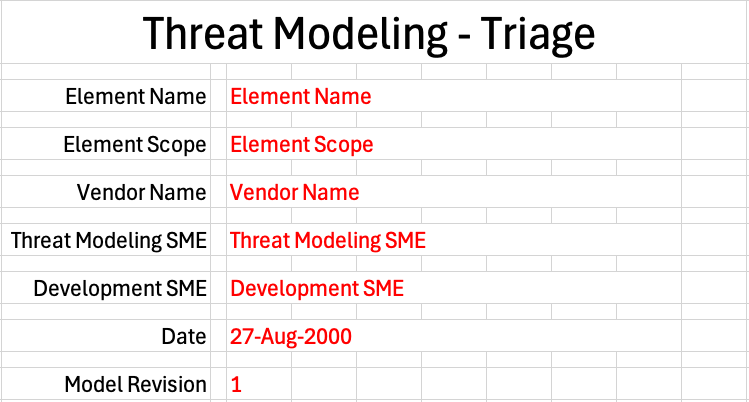 Threat Modeling - Triage
Element Name Element Name
Element Scope Element Scope
Vendor Name Vendor Name
Threat Modeling SME Threat Modeling SME
Development SME Development SME
Date 27-Aug-2000
Model Revision 1